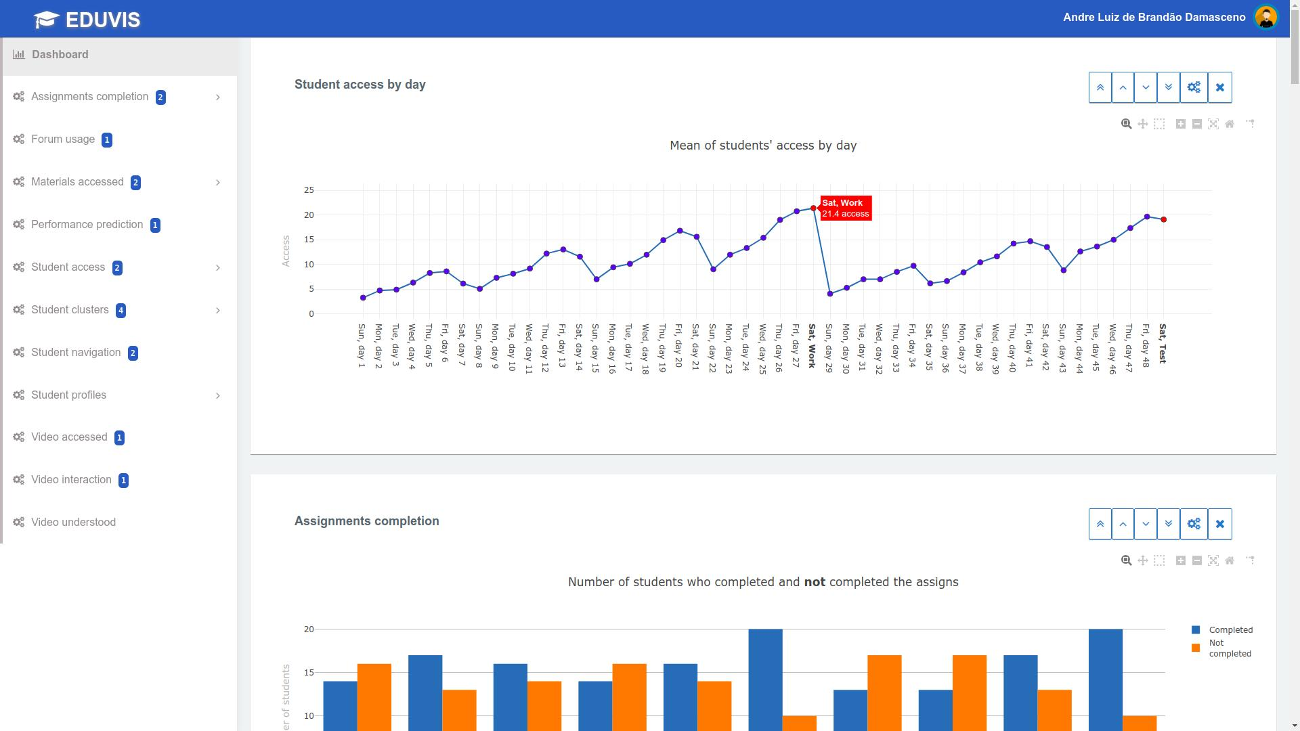 EDUVIS
Andre Luiz de Brandão Damasceno
Dashboard
Assignments completion 2
Forum usage 1
Materials accessed 2
Performance prediction 1
Student access 2
Student clusters 4
Student navigation 2
Student profiles
Video accessed 1
Video interaction 1
Video understood
Student access by day
Mean of students' access by day
Access
25
20
15
10
5
0
Sat, Work
21.4 access
Sun, day 1
Mon, day 2
Tue, day 3
Wed, day 4
Thu, day 5
Fri, day 6
Sat, day 7
Sun, day 8
Mon, day 9
Tue, day 10
Wed, day 11
Thu, day 12
Fri, day 13
Sat, day 14
Sun, day 15
Mon, day 16
Tue, day 17
Wed, day 18
Thu, day 19
Fri, day 20
Sat, day 21
Sun, day 22
Mon, day 23
Tue, day 24
Wed, day 25
Thu, day 26
Fri, day 27
Sat, Work
Sun, day 29
Mon, day 30
Tue, day 31
Wed, day 32
Thu, day 33
Fri, day 34
Sat, day 35
Sun, day 36
Mon, day 37
Tue, day 38
Wed, day 39
Thu, day 40
Fri, day 41
Sat, day 42
Sun, day 43
Mon, day 44
Tue, day 45
Wed, day 46
Thu, day 47
Fri, day 48
Sat, Test
Assignments completion
Number of students who completed and not completed the assigns
er of students
20
15
10
Completed
Not
completed